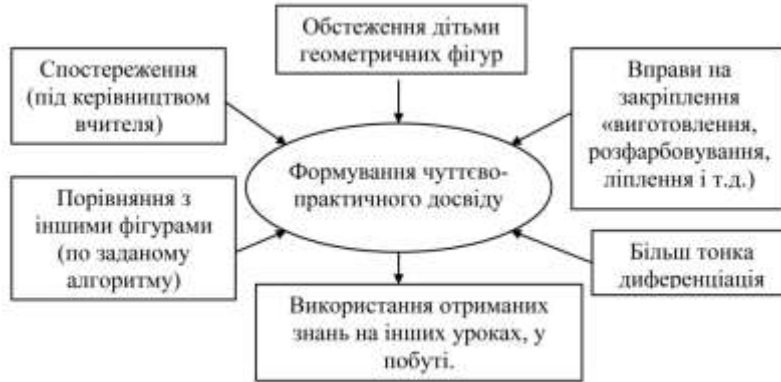 Обстеження дітьми
геометричних фігур
Спостереження
(під керівництвом
вчителя)
Вправи на
закріплення
«виготовлення,
розфарбовування,
ліплення і т.д.)
Формування чуттєво-
практичного досвіду
Порівняння з
іншими фігурами
(по заданому
алгоритму)
Більш тонка
диференціація
Використання отриманих
знань на інших уроках, у
побуті.